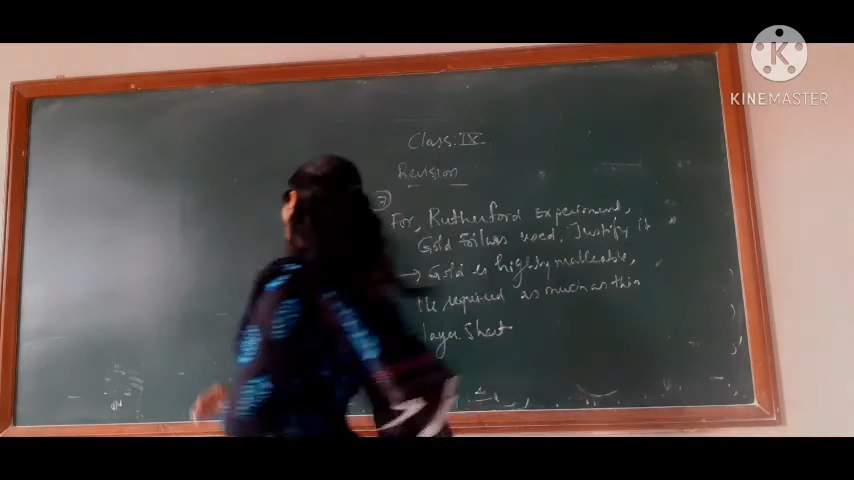 KINEMASTER
Class: IX
Revision
3
For, Rutherford Experiment,
Gold Foil was used. Justify it
→ Gold is highly malleable,
He required as much as thin
layer. Sheet